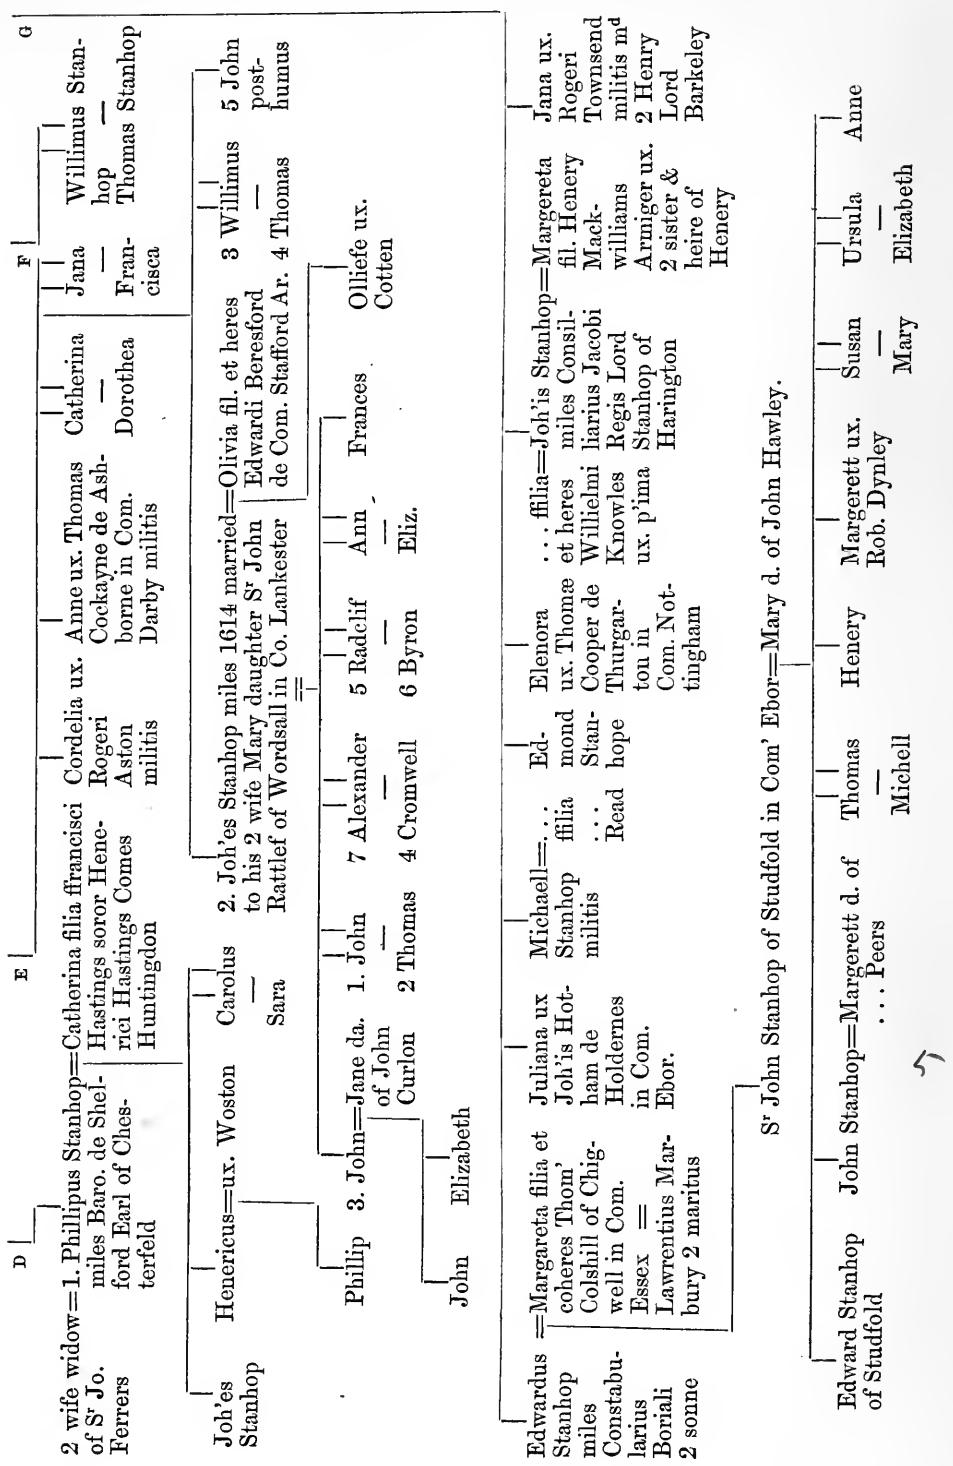 D
E
F
G
2 wife widow=1. Phillipus Stanhop=Catherina filia ffrancisci
of Sr Jo.
Ferrers
miles Baro. de Shel-
ford Earl of Ches-
terfeld
Hastings soror Hene-
rici Hastings Comes
Huntingdon
Cordelia ux.
Rogeri
Aston
militis
Anne ux. Thomas
Cockayne de Ash-
borne in Com.
Darby militis
Catherina
—
Dorothea
Jana
—
Fran-
cisca
Willimus Stan-
hop —
Thomas Stanhop
Joh'es
Stanhop
Henericus=ux. Woston
Carolus
—
Sara
2. Joh'es Stanhop miles 1614 married=Olivia fil. et heres
to his 2 wife Mary daughter Sr John
Rattlef of Wordsall in Co. Lankester
=
Edwardi Beresford
de Com. Stafford Ar.
3 Willimus
—
4 Thomas
5 John
post-
humus
Phillip
3. John=Jane da.
of John
Curlon
1. John
—
2 Thomas
7 Alexander
—
4 Cromwell
5 Radclif
—
6 Byron
Ann
—
Eliz.
Frances
Olliefe ux.
Cotten
John
Elizabeth
Edwardus
Stanhop
miles
Constabu-
larius
Boriali
2 sonne
=Margareta filia et
coheres Thom'
Colshill of Chig-
well in Com.
Essex =
Lawrentius Mar-
bury 2 maritus
Juliana ux
Joh'is Hot-
ham de
Holdernes
in Com.
Ebor.
Michaell=...
Stanhop
militis
ffilia
...
Read
Ed-
mond
Stan-
hope
Elenora
ux. Thomæ
Cooper de
Thurgar-
ton in
Com. Not-
tingham
... ffilia=Joh'is Stanhop=Margereta
et heres
Willielmi
Knowles
ux. p'ima
miles Consil-
liarius Jacobi
Regis Lord
Stanhop of
Harington
fil. Henery
Mack-
williams
Armiger ux.
2 sister &
heire of
Henery
Jana ux.
Rogeri
Townsend
militis md
2 Henry
Lord
Barkeley
Sr John Stanhop of Studfold in Com' Ebor=Mary d. of John Hawley.
Edward Stanhop
of Studfold
John Stanhop=Margerett d. of
... Peers
Thomas
—
Michell
Henery
Margerett ux.
Rob. Dynley
Susan
—
Mary
Ursula
—
Elizabeth
Anne
5